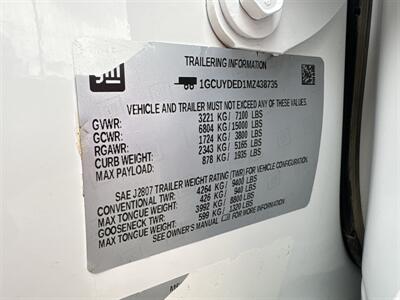 gm
TRAILERING INFORMATION
1GCUYDED1MZ438735
VEHICLE AND TRAILER MUST NOT EXCEED ANY OF THESE VALUES:
GVWR: 3221 KG / 7100 LBS
GCWR: 6804 KG / 15000 LBS
RGAWR: 1724 KG / 3800 LBS
CURB WEIGHT: 2343 KG / 5165 LBS
MAX PAYLOAD: 878 KG / 1935 LBS
SAE J2807 TRAILER WEIGHT RATING (TWR) FOR VEHICLE CONFIGURATION.
CONVENTIONAL TWR: 4264 KG / 9400 LBS
MAX TONGUE WEIGHT: 426 KG / 940 LBS
GOOSENECK TWR: 3992 KG / 8800 LBS
MAX TONGUE WEIGHT: 599 KG / 1320 LBS
SEE OWNER'S MANUAL FOR MORE INFORMATION.